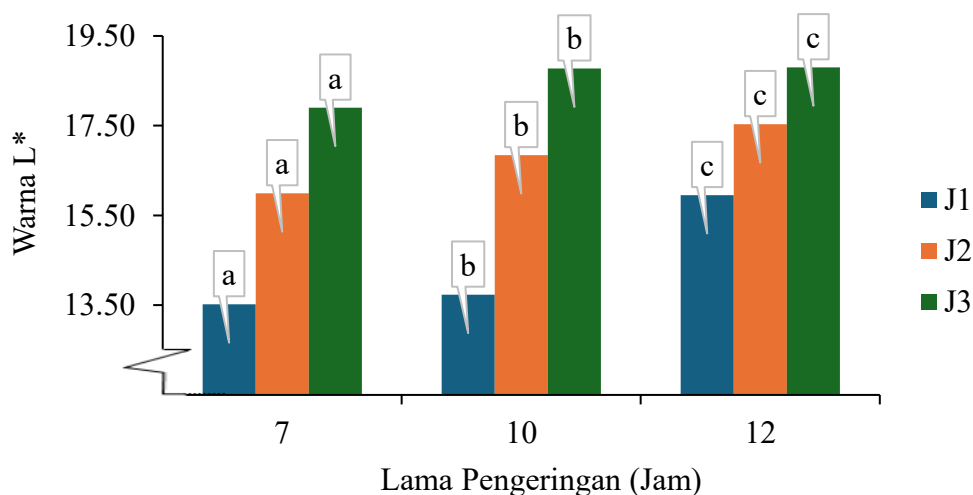 19.50
17.50
15.50
13.50
Warna L*
a
a
a
b
b
b
c
c
c
7
10
12
Lama Pengeringan (Jam)
J1
J2
J3